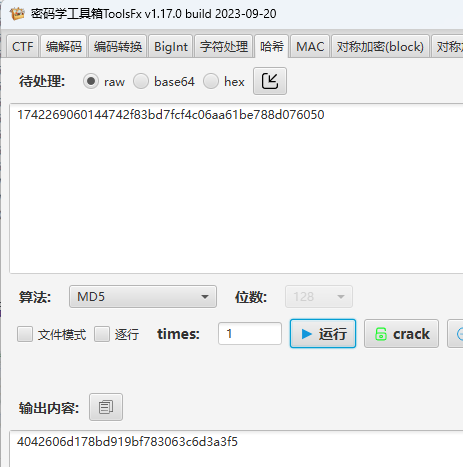 密码学工具箱ToolsFx v1.17.0 build 2023-09-20
CTF 编解码 编码转换 BigInt 字符处理 哈希 MAC 对称加密(block) 对称加
待处理: raw base64 hex
1742269060144742f83bd7fcf4c06aa61be788d076050
算法: MD5 位数: 128
文件模式 逐行 times: 1 运行 crack
输出内容:
4042606d178bd919bf783063c6d3a3f5